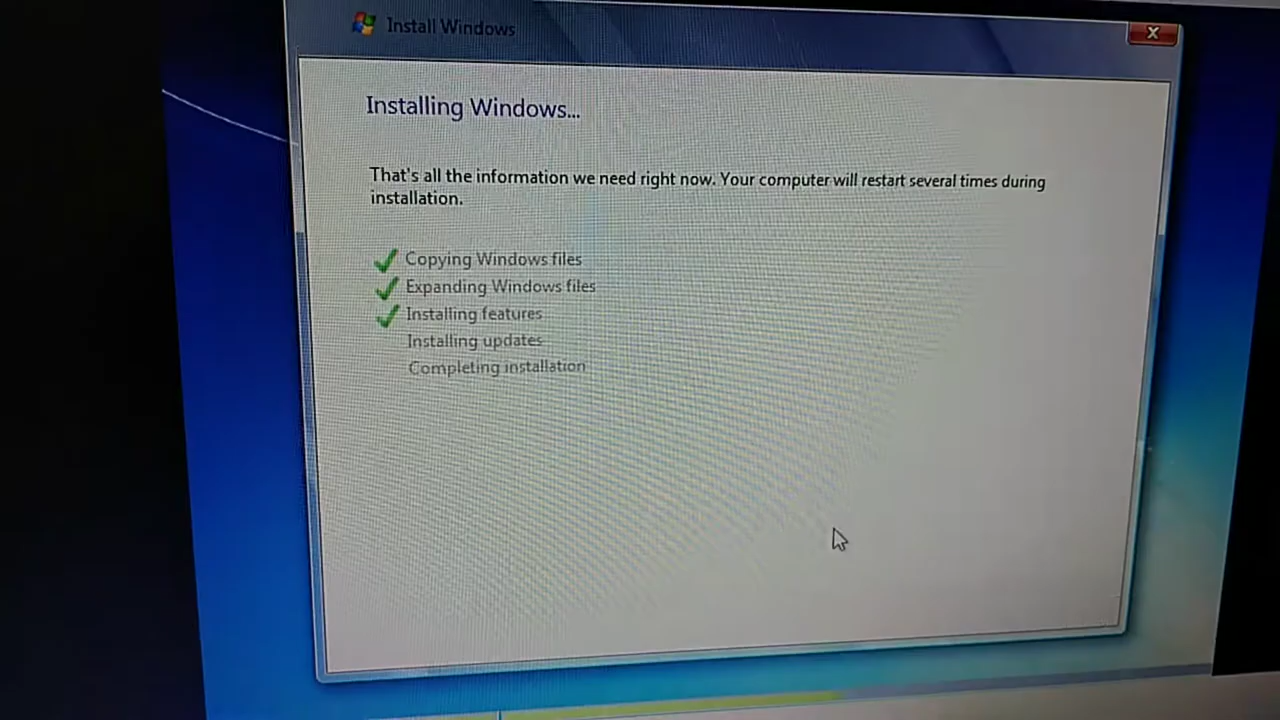 Install Windows
Installing Windows...
That's all the information we need right now. Your computer will restart several times during
installation.
Copying Windows files
Expanding Windows files
Installing features
Installing updates
Completing installation